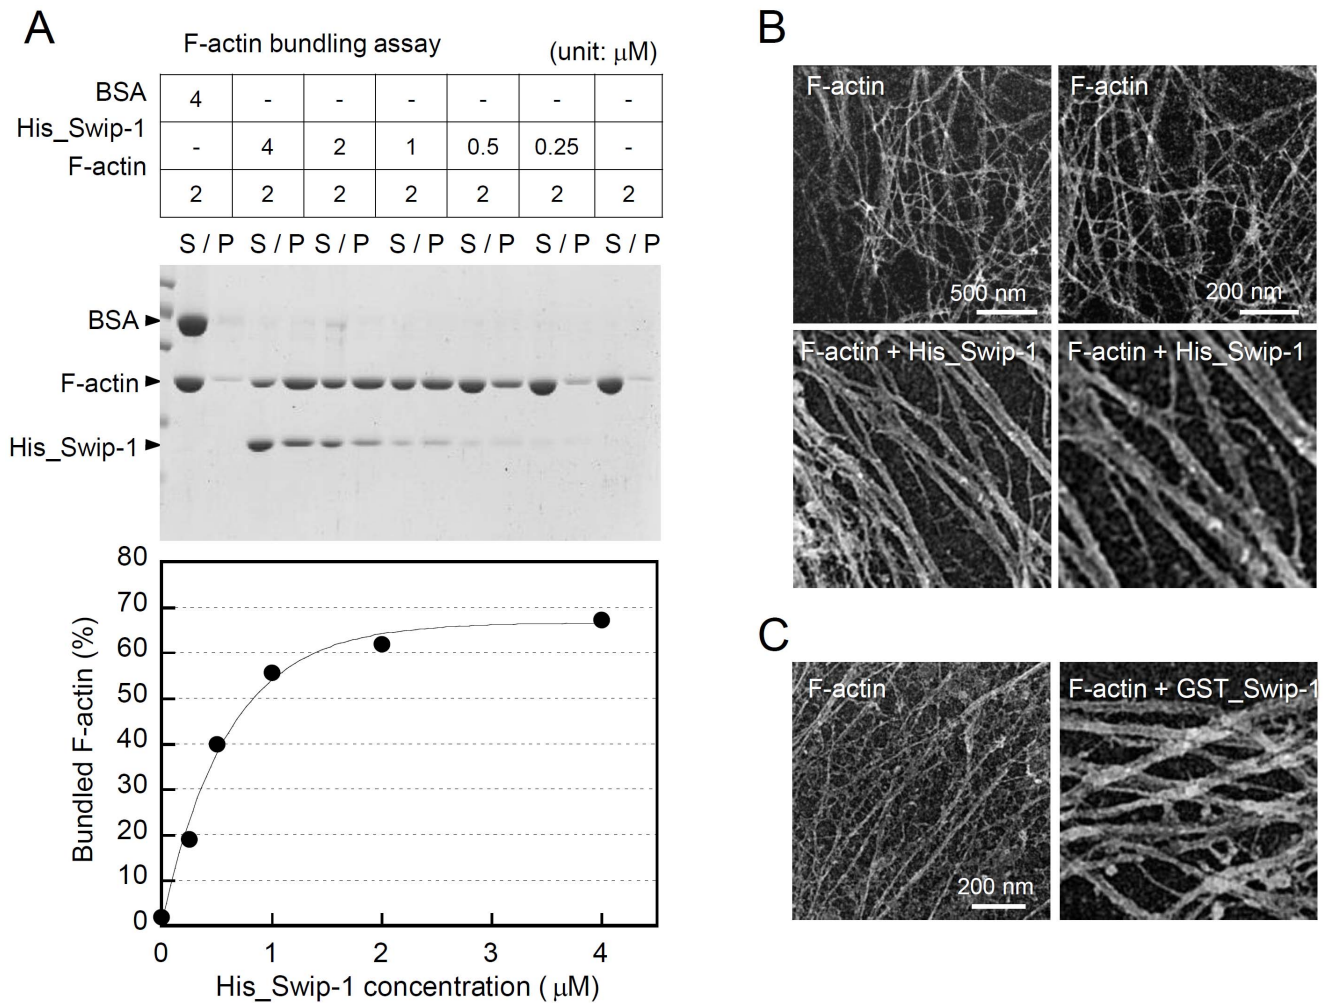 A
F-actin bundling assay (unit: μM)
BSA 4 - - - - - -
His_Swip-1 - 4 2 1 0.5 0.25 -
F-actin 2 2 2 2 2 2 2
S / P S / P S / P S / P S / P S / P S / P
BSA
F-actin
His_Swip-1
80
70
60
50
40
30
20
10
0
Bundled F-actin (%)
0 1 2 3 4
His_Swip-1 concentration ( μM)
B
F-actin F-actin
500 nm 200 nm
F-actin + His_Swip-1 F-actin + His_Swip-1
C
F-actin F-actin + GST_Swip-1
200 nm